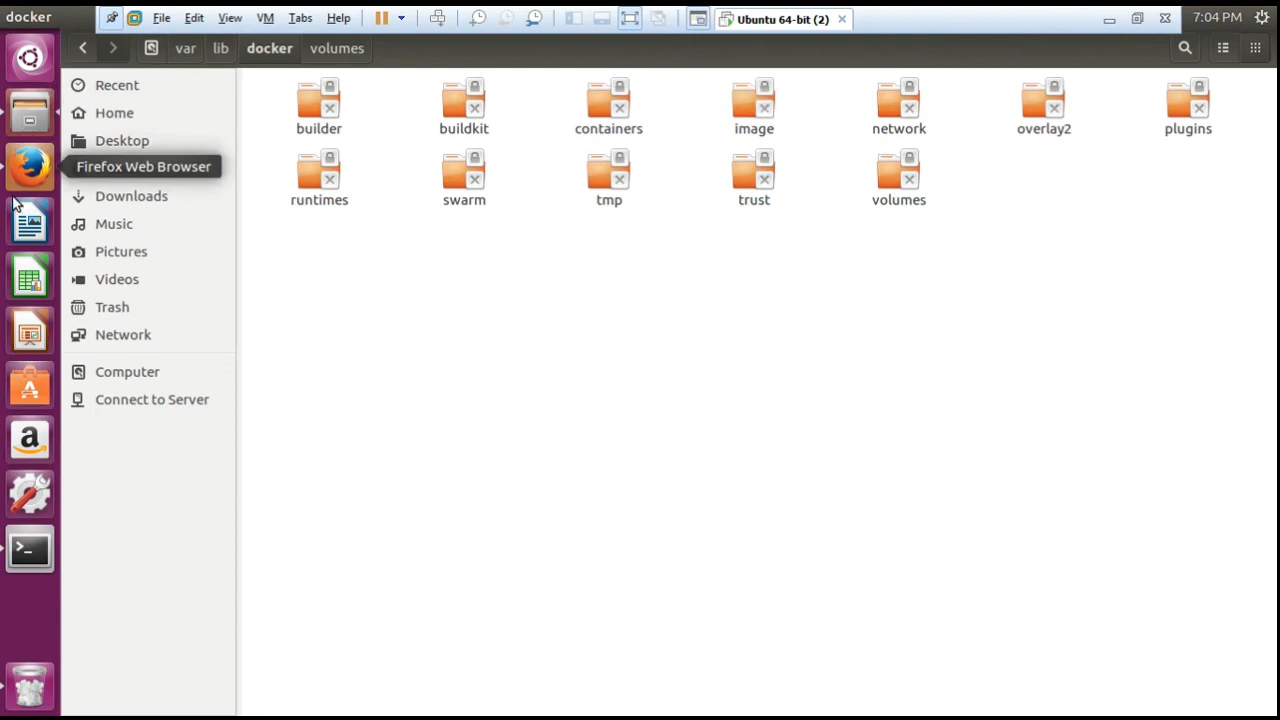 docker
File Edit View VM Tabs Help
Ubuntu 64-bit (2)
7:04 PM
var lib docker volumes
Recent
Home
Desktop
Firefox Web Browser
Downloads
Music
Pictures
Videos
Trash
Network
Computer
Connect to Server
builder buildkit containers image network overlay2 plugins
runtimes swarm tmp trust volumes